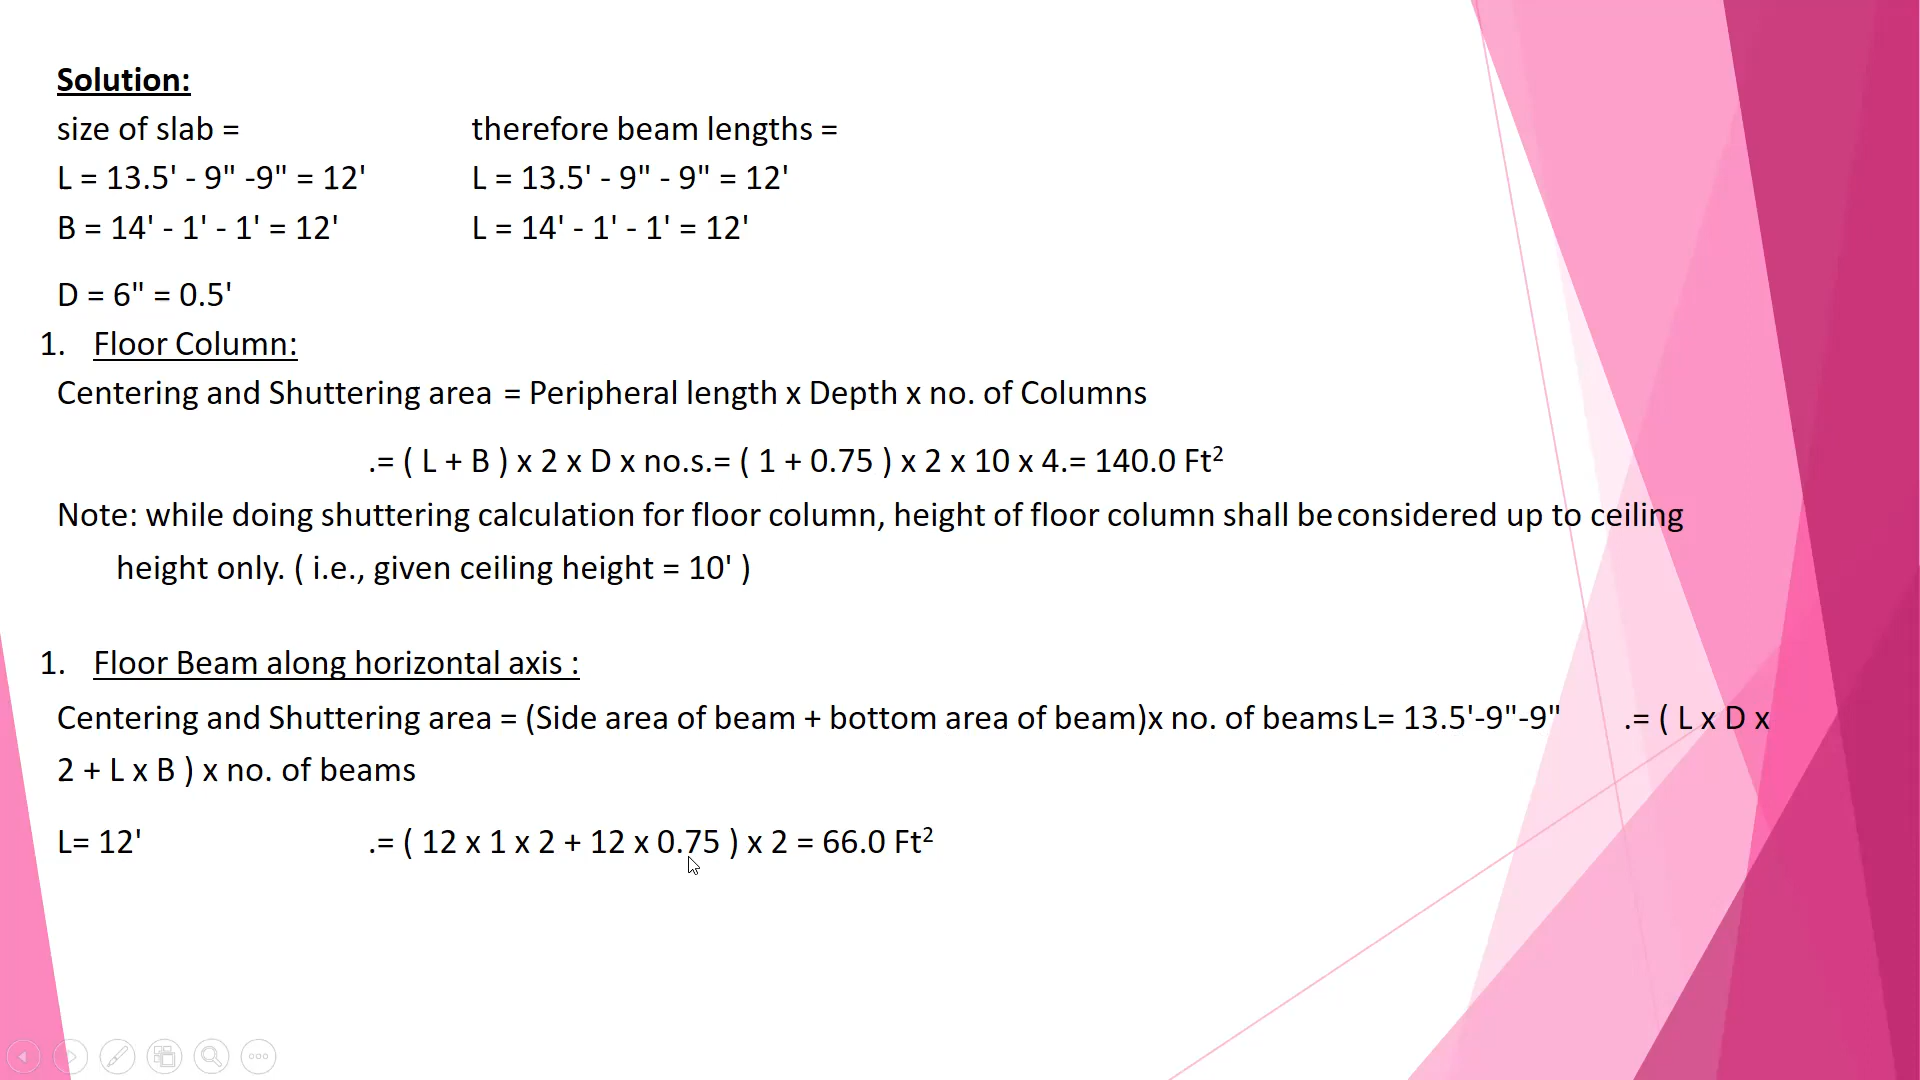 Solution:
size of slab = therefore beam lengths =
L = 13.5' - 9" -9" = 12' L = 13.5' - 9" - 9" = 12'
B = 14' - 1' - 1' = 12' L = 14' - 1' - 1' = 12'
D = 6" = 0.5'
1. Floor Column:
Centering and Shuttering area = Peripheral length x Depth x no. of Columns
.= ( L + B ) x 2 x D x no.s.= ( 1 + 0.75 ) x 2 x 10 x 4.= 140.0 Ft²
Note: while doing shuttering calculation for floor column, height of floor column shall be considered up to ceiling
height only. ( i.e., given ceiling height = 10' )
1. Floor Beam along horizontal axis :
Centering and Shuttering area = (Side area of beam + bottom area of beam)x no. of beams L= 13.5'-9"-9" .= ( L x D x
2 + L x B ) x no. of beams
L= 12' .= ( 12 x 1 x 2 + 12 x 0.75 ) x 2 = 66.0 Ft²